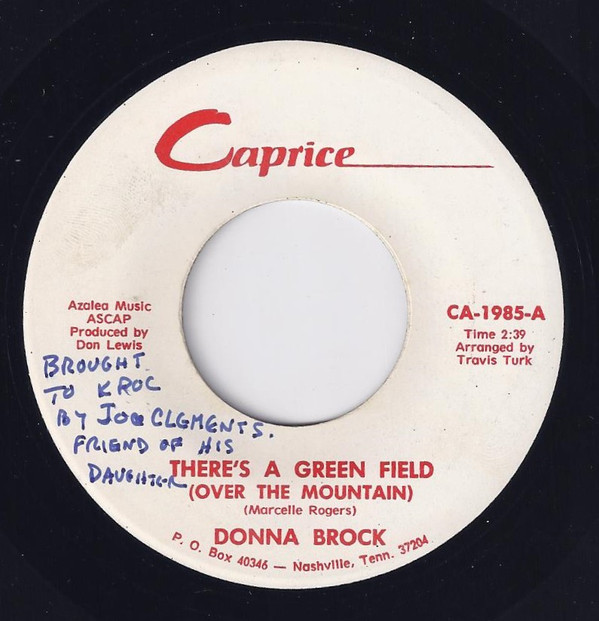 Caprice
Azalea Music
ASCAP
Produced by
Don Lewis
CA-1985-A
Time 2:39
Arranged by
Travis Turk
BROUGHT
TO KROC
BY JOE CLEMENTS.
FRIEND OF HIS
DAUGHTER
THERE'S A GREEN FIELD
(OVER THE MOUNTAIN)
(Marcelle Rogers)
DONNA BROCK
P. O. Box 40346 — Nashville, Tenn. 37204